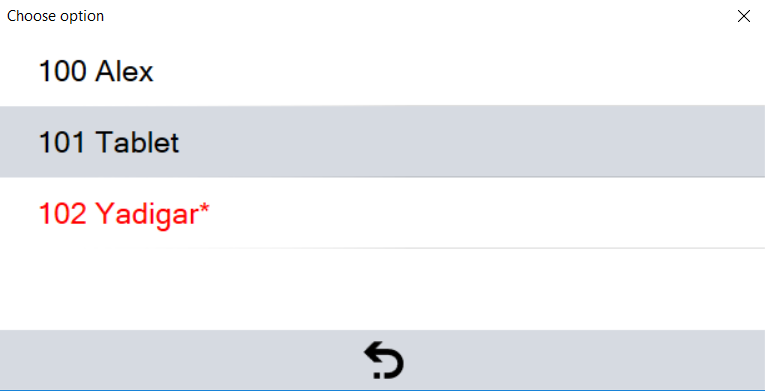 Choose option
100 Alex
101 Tablet
102 Yadigar*